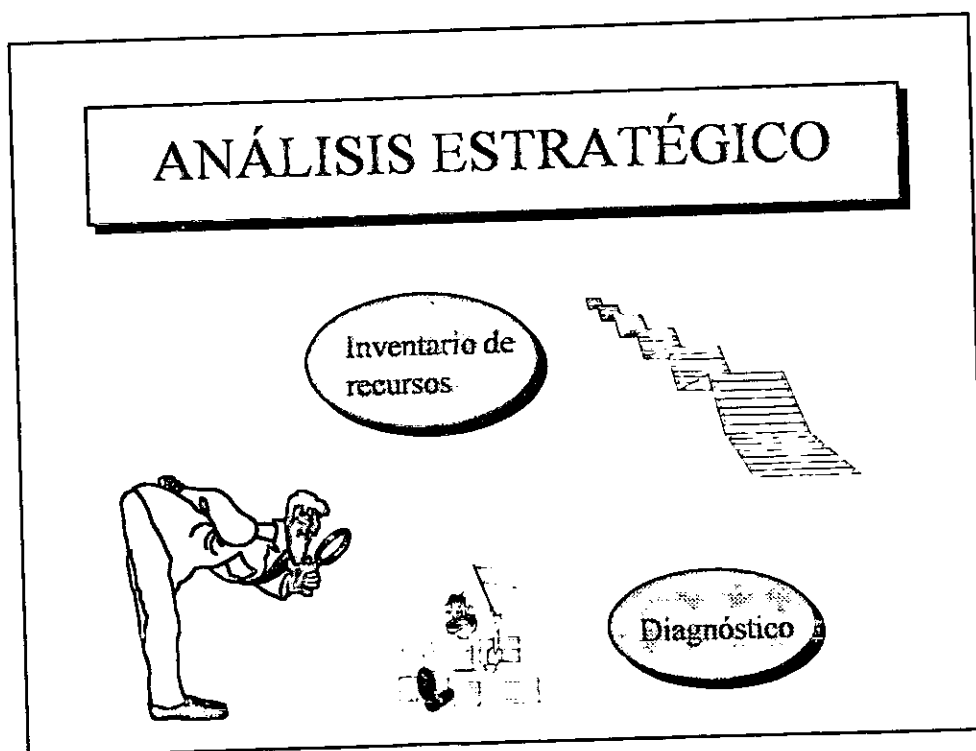 ANÁLISIS ESTRATÉGICO
Inventario de
recursos
Diagnóstico